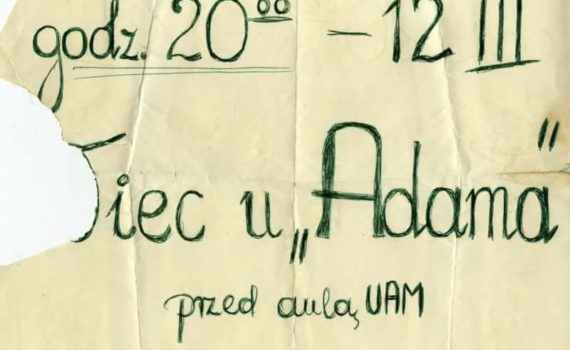 godz. 20⁰⁰ – 12 III
iec u „Adama"
przed aulą UAM